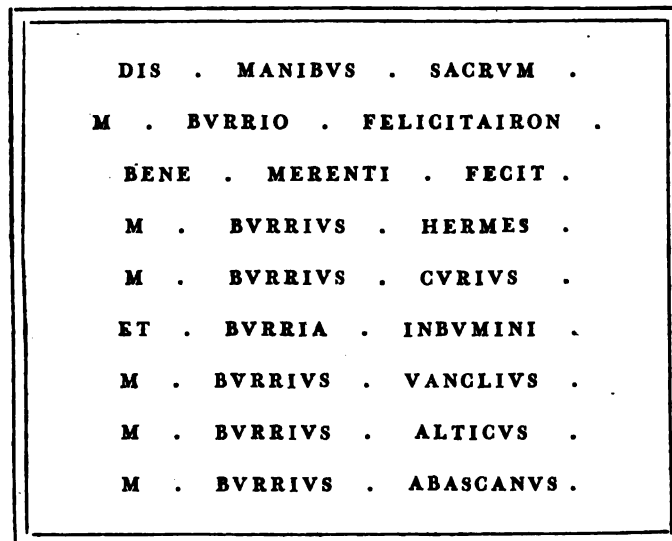 DIS . MANIBVS . SACRVM .
M . BVRRIO . FELICITAIRON .
BENE . MERENTI . FECIT .
M . BVRRIVS . HERMES .
M . BVRRIVS . CVRIVS .
ET . BVRRIA . INBVMINI .
M . BVRRIVS . VANCLIVS .
M . BVRRIVS . ALTICVS .
M . BVRRIVS . ABASCANVS .